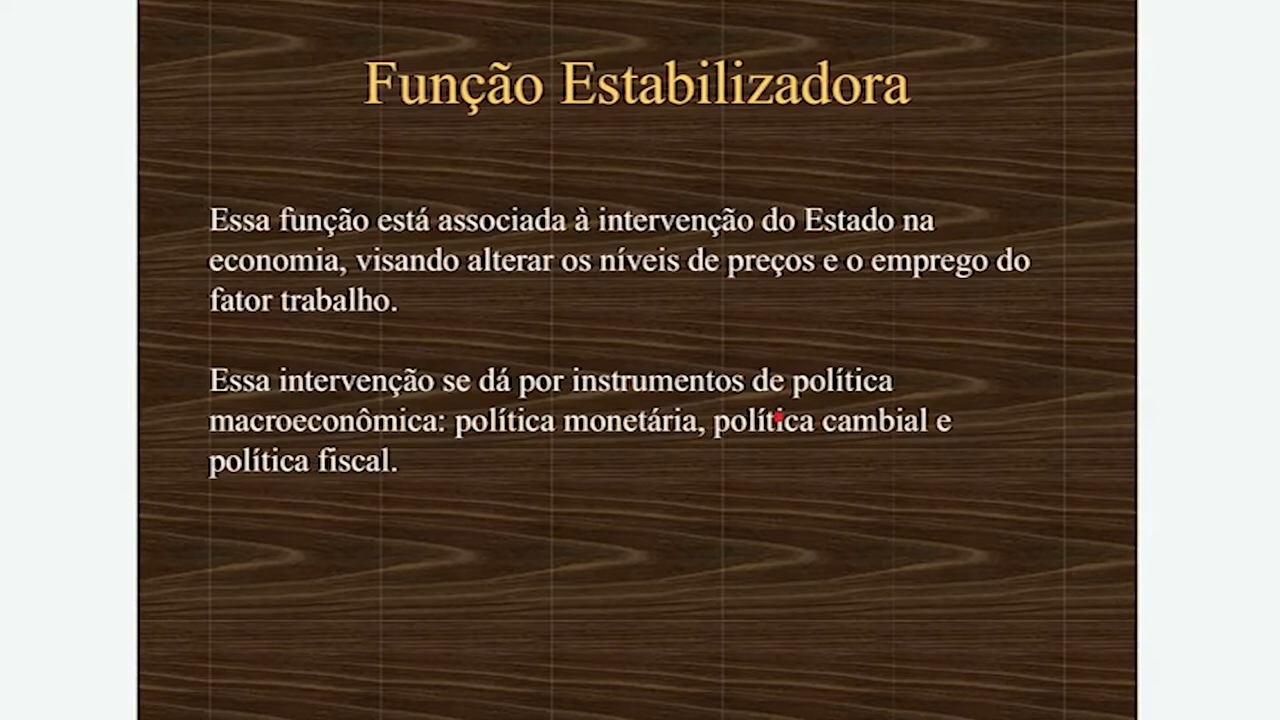 Função Estabilizadora
Essa função está associada à intervenção do Estado na
economia, visando alterar os níveis de preços e o emprego do
fator trabalho.
Essa intervenção se dá por instrumentos de política
macroeconômica: política monetária, política cambial e
política fiscal.